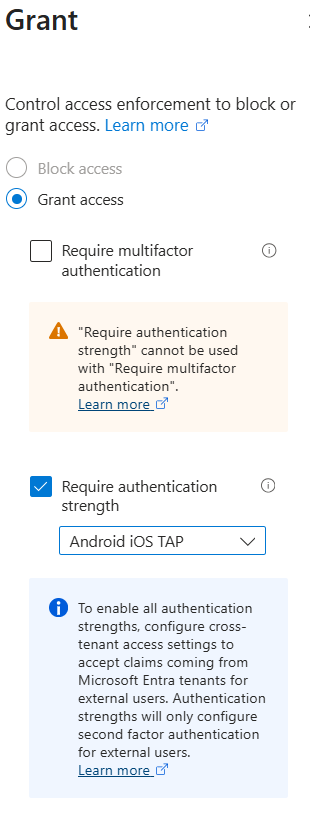 Grant
Control access enforcement to block or
grant access. Learn more
Block access
Grant access
Require multifactor
authentication
"Require authentication
strength" cannot be used
with "Require multifactor
authentication".
Learn more
Require authentication
strength
Android iOS TAP
To enable all authentication
strengths, configure cross-
tenant access settings to
accept claims coming from
Microsoft Entra tenants for
external users. Authentication
strengths will only configure
second factor authentication
for external users.
Learn more